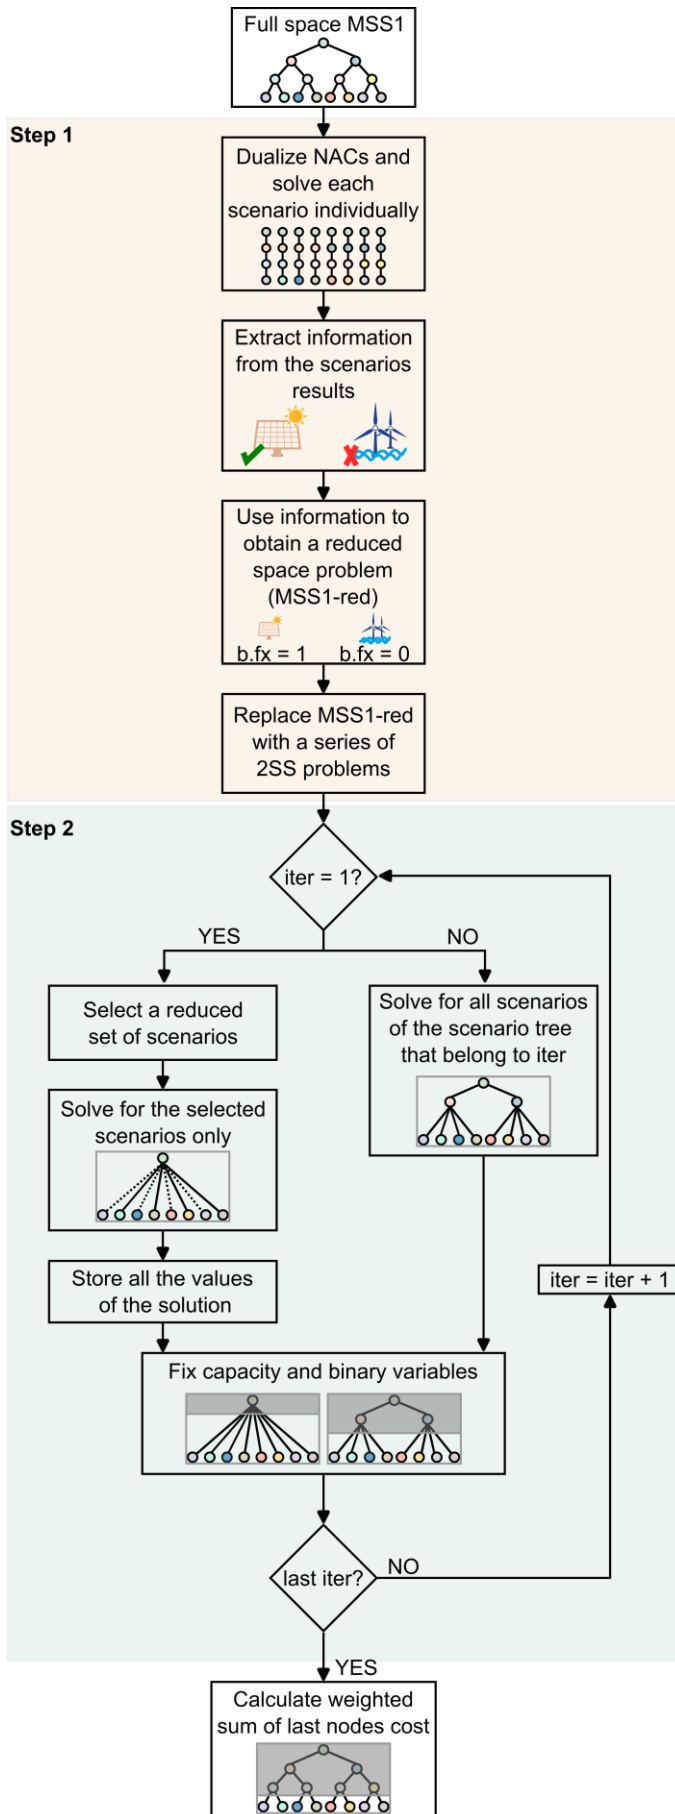 Full space MSS1
Step 1
Dualize NACs and
solve each
scenario individually
Extract information
from the scenarios
results
Use information to
obtain a reduced
space problem
(MSS1-red)
b.fx = 1
b.fx = 0
Replace MSS1-red
with a series of
2SS problems
Step 2
iter = 1?
YES
NO
Select a reduced
set of scenarios
Solve for all scenarios
of the scenario tree
that belong to iter
Solve for the selected
scenarios only
Store all the values
of the solution
iter = iter + 1
Fix capacity and binary variables
last iter?
NO
YES
Calculate weighted
sum of last nodes cost